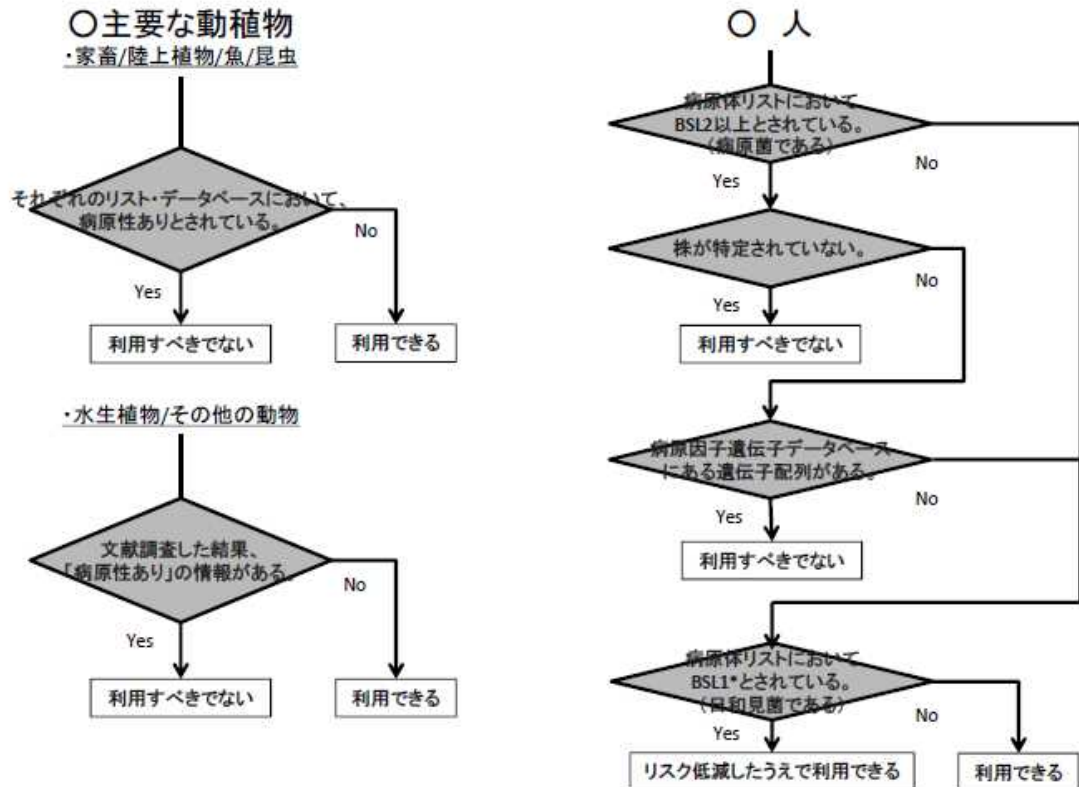 〇主要な動植物
・家畜/陸上植物/魚/昆虫
それぞれのリスト・データベースにおいて、
病原性ありとされている。
No
Yes
利用すべきでない
利用できる
・水生植物/その他の動物
文献調査した結果、
「病原性あり」の情報がある。
No
Yes
利用すべきでない
利用できる
〇 人
病原体リストにおいて
BSL2以上とされている。
(病原菌である)
No
Yes
株が特定されていない。
No
Yes
利用すべきでない
病原因子遺伝子データベース
にある遺伝子配列がある。
No
Yes
利用すべきでない
病原体リストにおいて
BSL1*とされている。
(日和見菌である)
No
Yes
リスク低減したうえで利用できる
利用できる